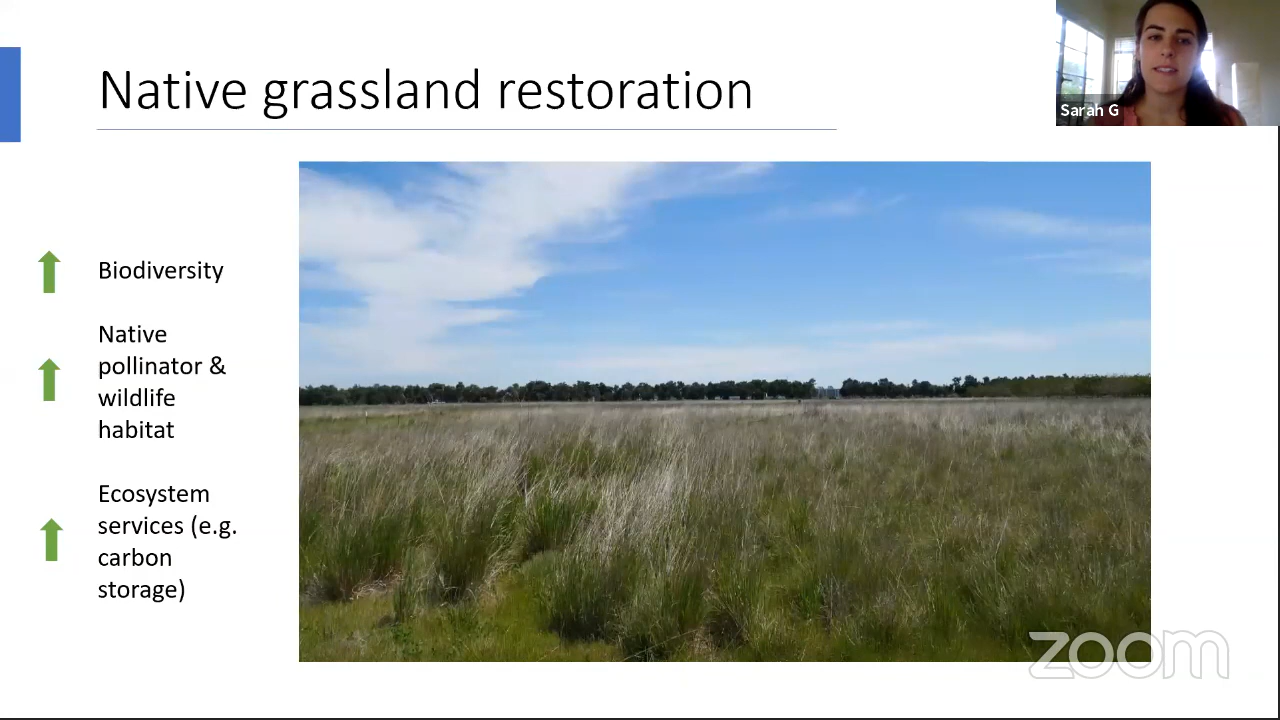 Native grassland restoration
Sarah G
Biodiversity
Native
pollinator &
wildlife
habitat
Ecosystem
services (e.g.
carbon
storage)
zoom